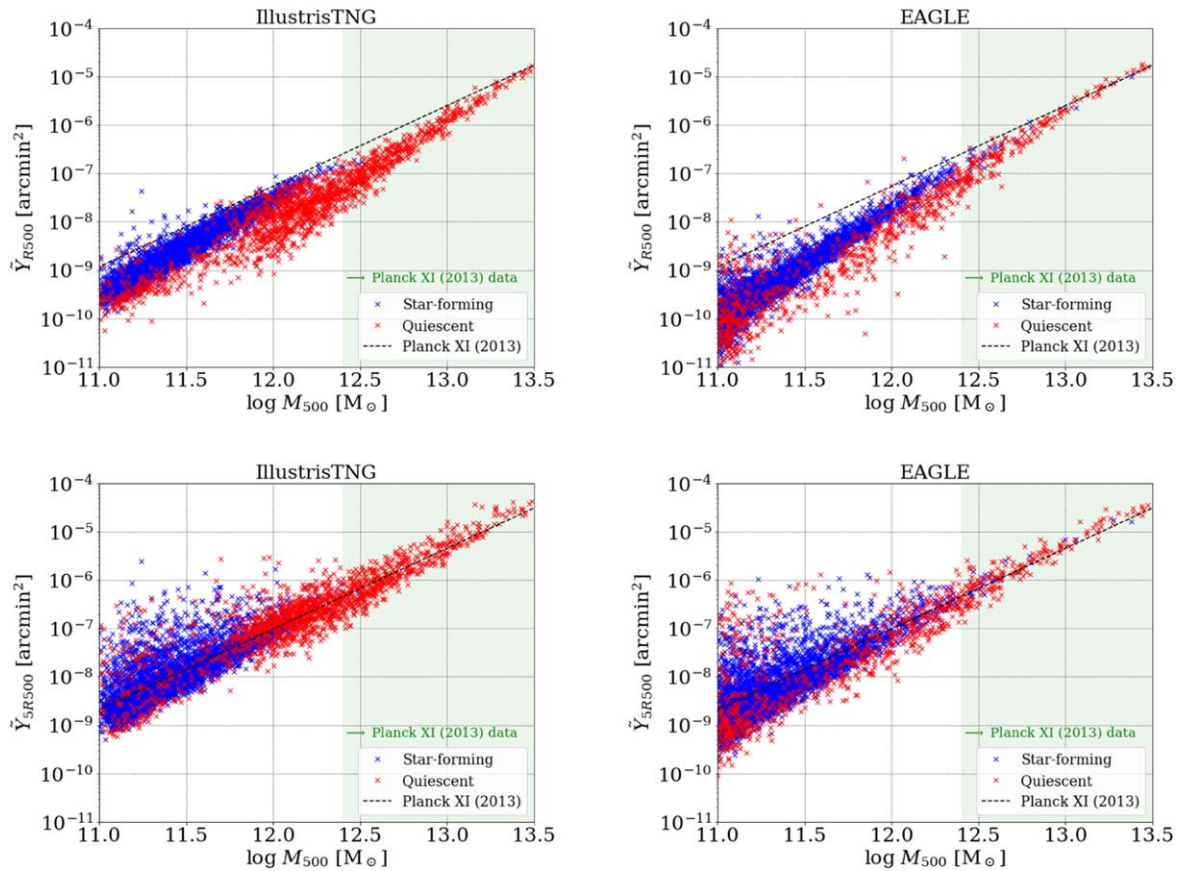 IllustrisTNG
10⁻⁴
10⁻⁵
10⁻⁶
10⁻⁷
10⁻⁸
10⁻⁹
10⁻¹⁰
10⁻¹¹
Ỹ_R500 [arcmin²]
→ Planck XI (2013) data
Star-forming
Quiescent
Planck XI (2013)
11.0 11.5 12.0 12.5 13.0 13.5
log M₅₀₀ [M⊙]
EAGLE
10⁻⁴
10⁻⁵
10⁻⁶
10⁻⁷
10⁻⁸
10⁻⁹
10⁻¹⁰
10⁻¹¹
Ỹ_R500 [arcmin²]
→ Planck XI (2013) data
Star-forming
Quiescent
Planck XI (2013)
11.0 11.5 12.0 12.5 13.0 13.5
log M₅₀₀ [M⊙]
IllustrisTNG
10⁻⁴
10⁻⁵
10⁻⁶
10⁻⁷
10⁻⁸
10⁻⁹
10⁻¹⁰
10⁻¹¹
Ỹ_5R500 [arcmin²]
→ Planck XI (2013) data
Star-forming
Quiescent
Planck XI (2013)
11.0 11.5 12.0 12.5 13.0 13.5
log M₅₀₀ [M⊙]
EAGLE
10⁻⁴
10⁻⁵
10⁻⁶
10⁻⁷
10⁻⁸
10⁻⁹
10⁻¹⁰
10⁻¹¹
Ỹ_5R500 [arcmin²]
→ Planck XI (2013) data
Star-forming
Quiescent
Planck XI (2013)
11.0 11.5 12.0 12.5 13.0 13.5
log M₅₀₀ [M⊙]